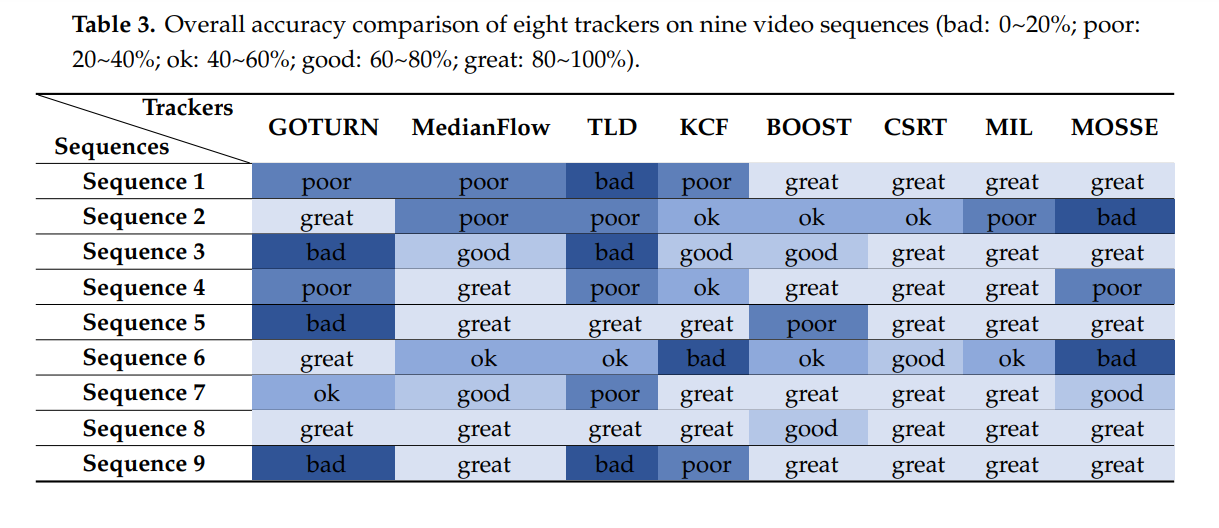 Table 3. Overall accuracy comparison of eight trackers on nine video sequences (bad: 0~20%; poor:
20~40%; ok: 40~60%; good: 60~80%; great: 80~100%).
Trackers
Sequences
GOTURN MedianFlow TLD KCF BOOST CSRT MIL MOSSE
Sequence 1 poor poor bad poor great great great great
Sequence 2 great poor poor ok ok ok poor bad
Sequence 3 bad good bad good good great great great
Sequence 4 poor great poor ok great great great poor
Sequence 5 bad great great great poor great great great
Sequence 6 great ok ok bad ok good ok bad
Sequence 7 ok good poor great great great great good
Sequence 8 great great great great good great great great
Sequence 9 bad great bad poor great great great great